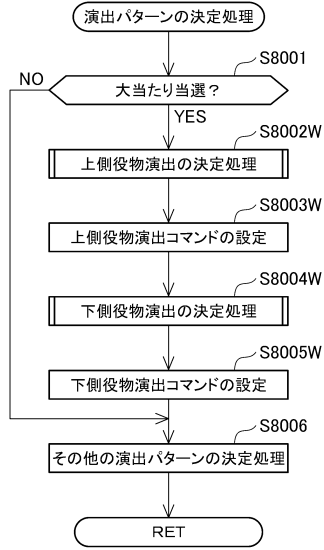 演出パターンの決定処理
S8001
NO
大当たり当選？
YES
S8002W
上側役物演出の決定処理
S8003W
上側役物演出コマンドの設定
S8004W
下側役物演出の決定処理
S8005W
下側役物演出コマンドの設定
S8006
その他の演出パターンの決定処理
RET